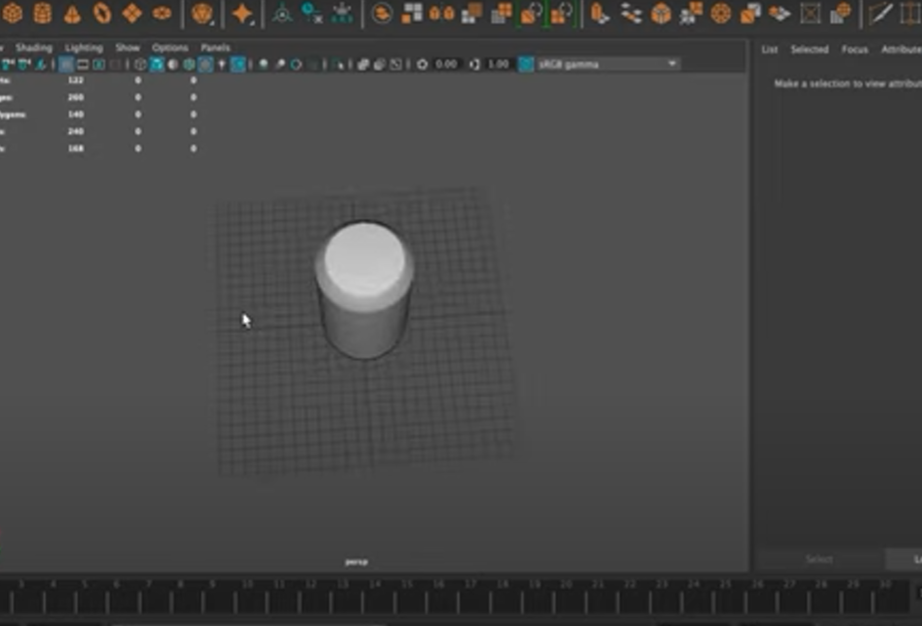 Shading Lighting Show Options Panels
List Selected Focus Attribut
0.00 1.00 sRGB gamma
ts: 122 0 0
ges: 260 0 0
ygons: 140 0 0
s: 240 0 0
s: 168 0 0
Make a selection to view attribut
persp
Select Lo
3 4 5 6 7 8 9 10 11 12 13 14 15 16 17 18 19 20 21 22 23 24 25 26 27 28 29 30